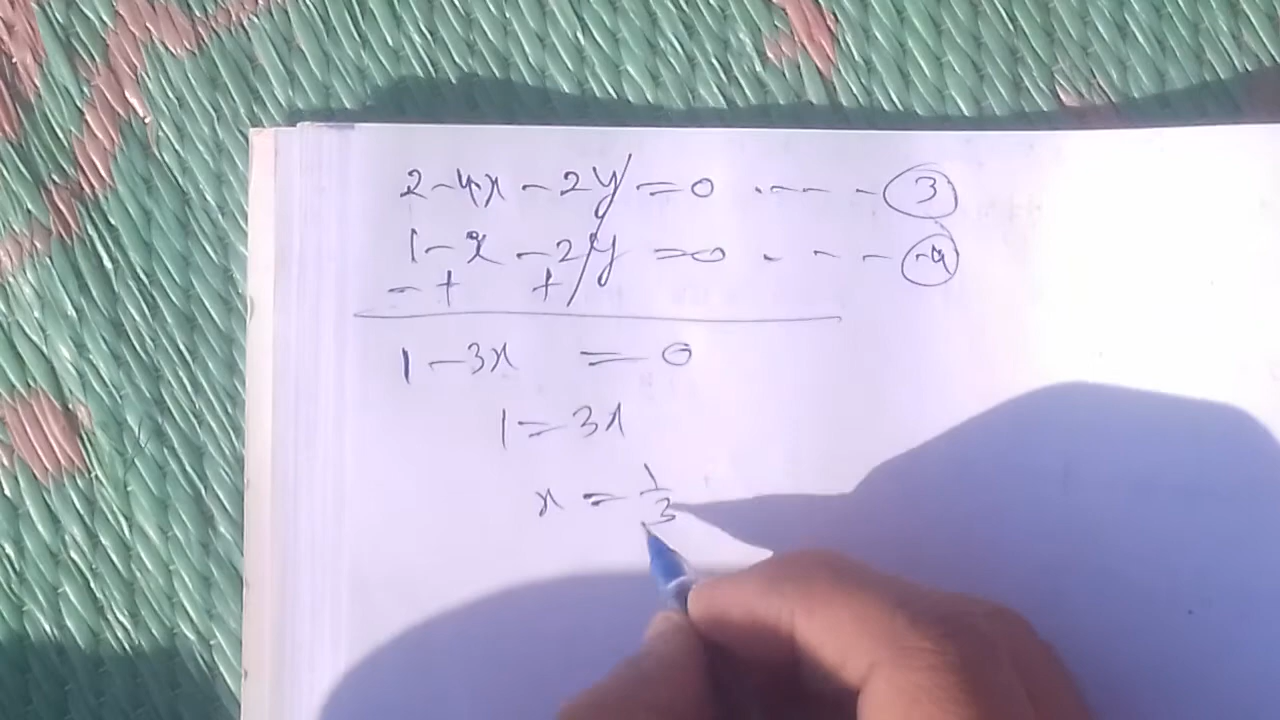 2-4x-2y=0 ---- 3
1-x-2y=0 ---- 4
- + +
1-3x =0
1=3x
x=1/3